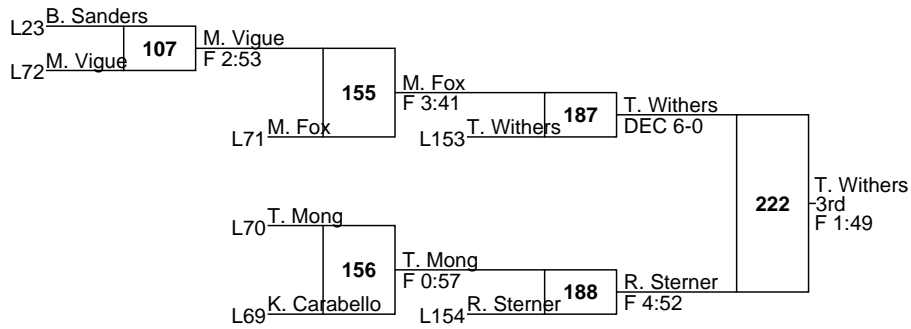 L23 B. Sanders
107
M. Vigue
F 2:53
L72 M. Vigue
155
M. Fox
F 3:41
L71 M. Fox
187
T. Withers
DEC 6-0
L153 T. Withers
222
T. Withers
3rd
F 1:49
L70 T. Mong
156
T. Mong
F 0:57
L69 K. Carabello
188
R. Sterner
F 4:52
L154 R. Sterner